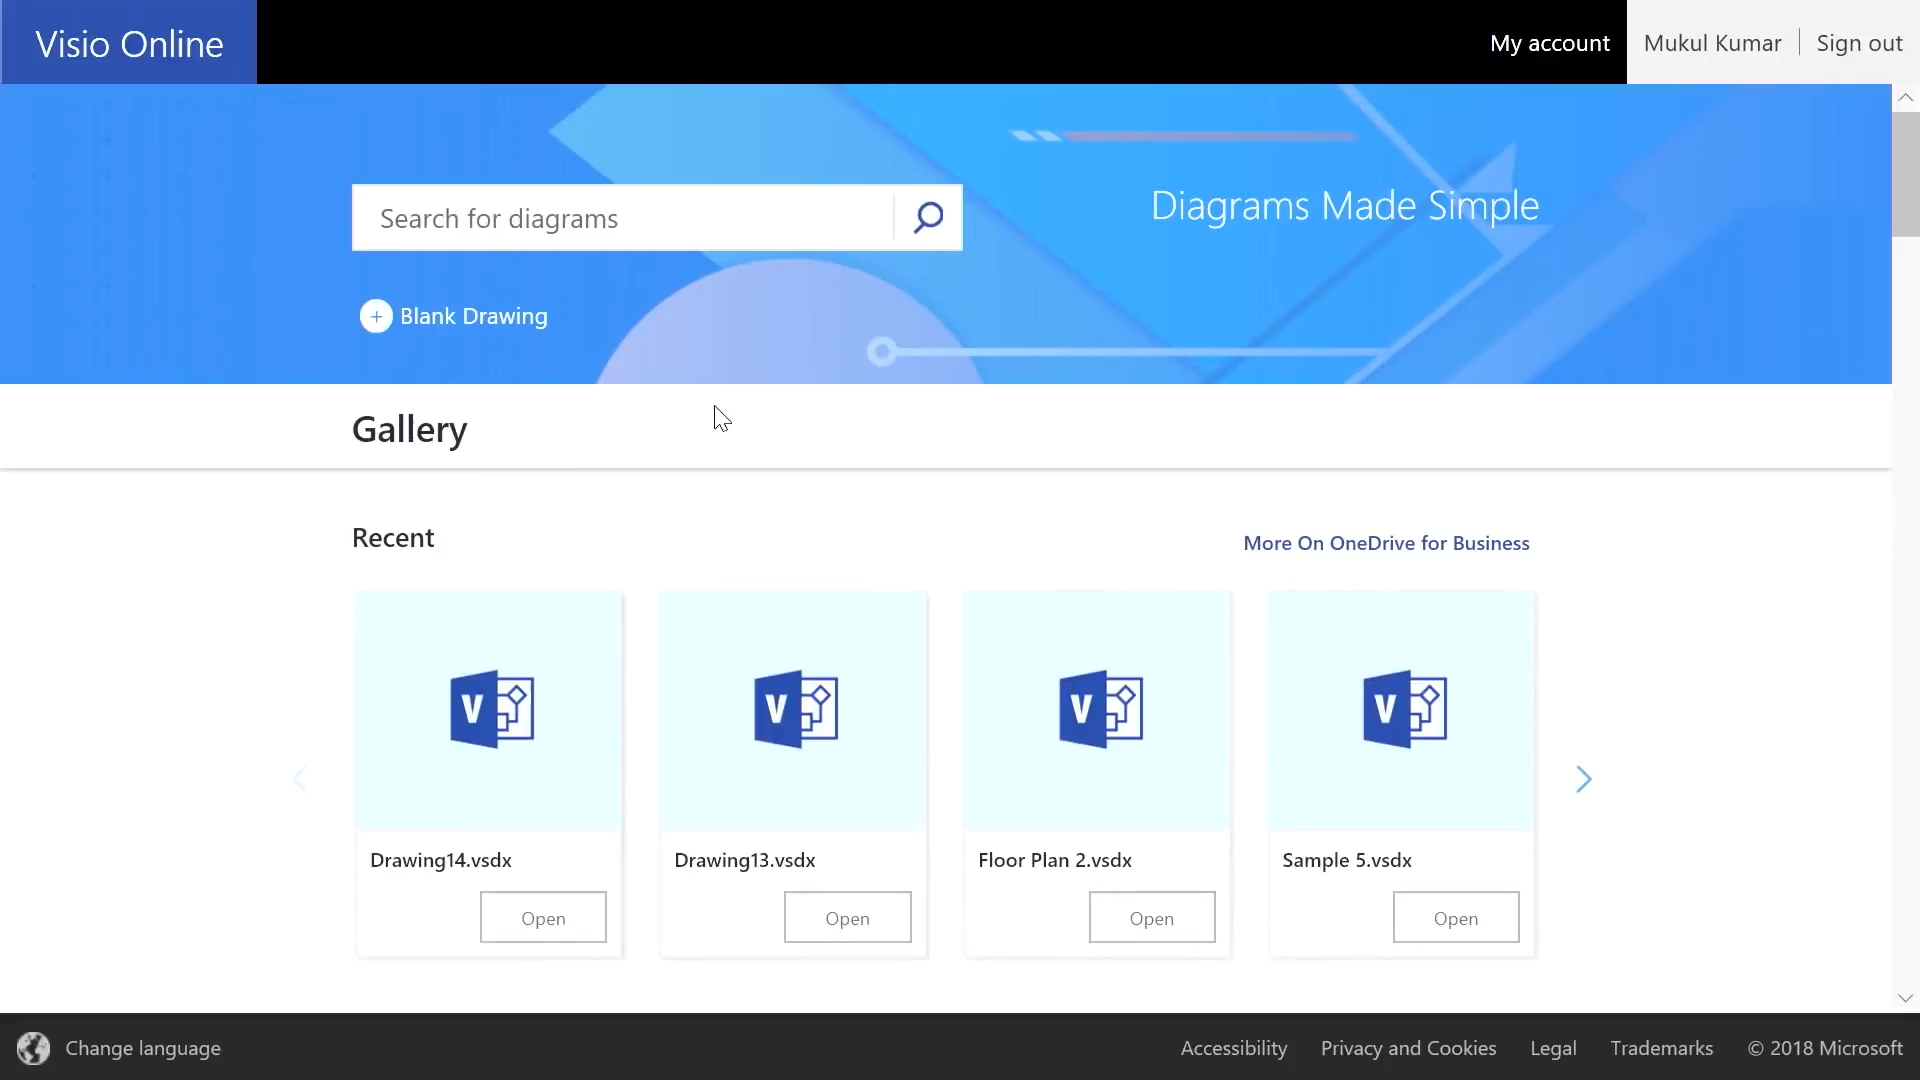 Visio Online
My account
Mukul Kumar
Sign out
Search for diagrams
Diagrams Made Simple
+ Blank Drawing
Gallery
Recent
More On OneDrive for Business
V
V
V
V
Drawing14.vsdx
Drawing13.vsdx
Floor Plan 2.vsdx
Sample 5.vsdx
Open
Open
Open
Open
Change language
Accessibility
Privacy and Cookies
Legal
Trademarks
© 2018 Microsoft